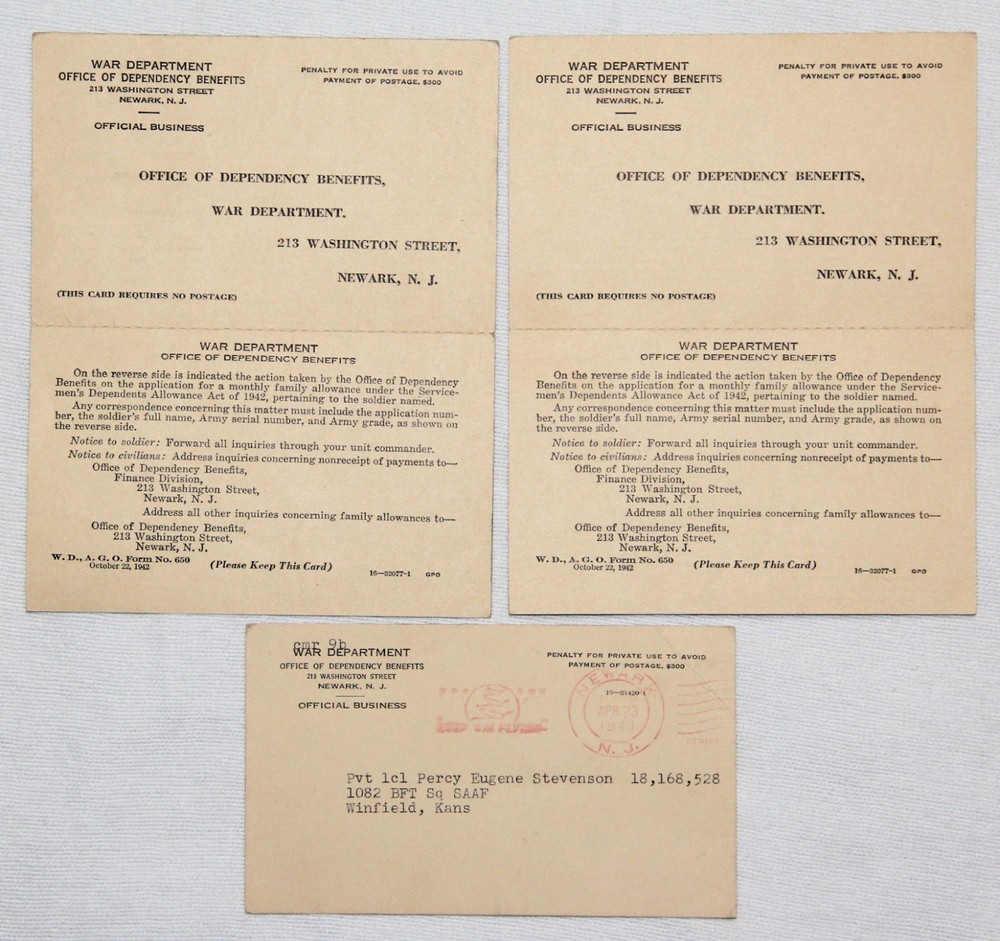 WAR DEPARTMENT
OFFICE OF DEPENDENCY BENEFITS
213 WASHINGTON STREET
NEWARK, N. J.
OFFICIAL BUSINESS
PENALTY FOR PRIVATE USE TO AVOID
PAYMENT OF POSTAGE, $300
OFFICE OF DEPENDENCY BENEFITS,
WAR DEPARTMENT.
213 WASHINGTON STREET,
NEWARK, N. J.
(THIS CARD REQUIRES NO POSTAGE)
WAR DEPARTMENT
OFFICE OF DEPENDENCY BENEFITS
On the reverse side is indicated the action taken by the Office of Dependency
Benefits on the application for a monthly family allowance under the Service-
men's Dependents Allowance Act of 1942, pertaining to the soldier named.
Any correspondence concerning this matter must include the application num-
ber, the soldier's full name, Army serial number, and Army grade, as shown on
the reverse side.
Notice to soldier: Forward all inquiries through your unit commander.
Notice to civilians: Address inquiries concerning nonreceipt of payments to—
Office of Dependency Benefits,
Finance Division,
213 Washington Street,
Newark, N. J.
Address all other inquiries concerning family allowances to—
Office of Dependency Benefits,
213 Washington Street,
Newark, N. J.
W. D., A. G. O. Form No. 650
October 22, 1942
(Please Keep This Card)
16—32077-1 GPO
WAR DEPARTMENT
OFFICE OF DEPENDENCY BENEFITS
213 WASHINGTON STREET
NEWARK, N. J.
OFFICIAL BUSINESS
PENALTY FOR PRIVATE USE TO AVOID
PAYMENT OF POSTAGE, $300
OFFICE OF DEPENDENCY BENEFITS,
WAR DEPARTMENT.
213 WASHINGTON STREET,
NEWARK, N. J.
(THIS CARD REQUIRES NO POSTAGE)
WAR DEPARTMENT
OFFICE OF DEPENDENCY BENEFITS
On the reverse side is indicated the action taken by the Office of Dependency
Benefits on the application for a monthly family allowance under the Service-
men's Dependents Allowance Act of 1942, pertaining to the soldier named.
Any correspondence concerning this matter must include the application num-
ber, the soldier's full name, Army serial number, and Army grade, as shown on
the reverse side.
Notice to soldier: Forward all inquiries through your unit commander.
Notice to civilians: Address inquiries concerning nonreceipt of payments to—
Office of Dependency Benefits,
Finance Division,
213 Washington Street,
Newark, N. J.
Address all other inquiries concerning family allowances to—
Office of Dependency Benefits,
213 Washington Street,
Newark, N. J.
W. D., A. G. O. Form No. 650
October 22, 1942
(Please Keep This Card)
16—32077-1 GPO
cmr 9b
WAR DEPARTMENT
OFFICE OF DEPENDENCY BENEFITS
213 WASHINGTON STREET
NEWARK, N. J.
OFFICIAL BUSINESS
PENALTY FOR PRIVATE USE TO AVOID
PAYMENT OF POSTAGE, $300
16—31420-1
"KEEP 'EM FLYING"
NEWARK
APR 23
1943
N. J.
Pvt 1cl Percy Eugene Stevenson 18,168,528
1082 BFT Sq SAAF
Winfield, Kans